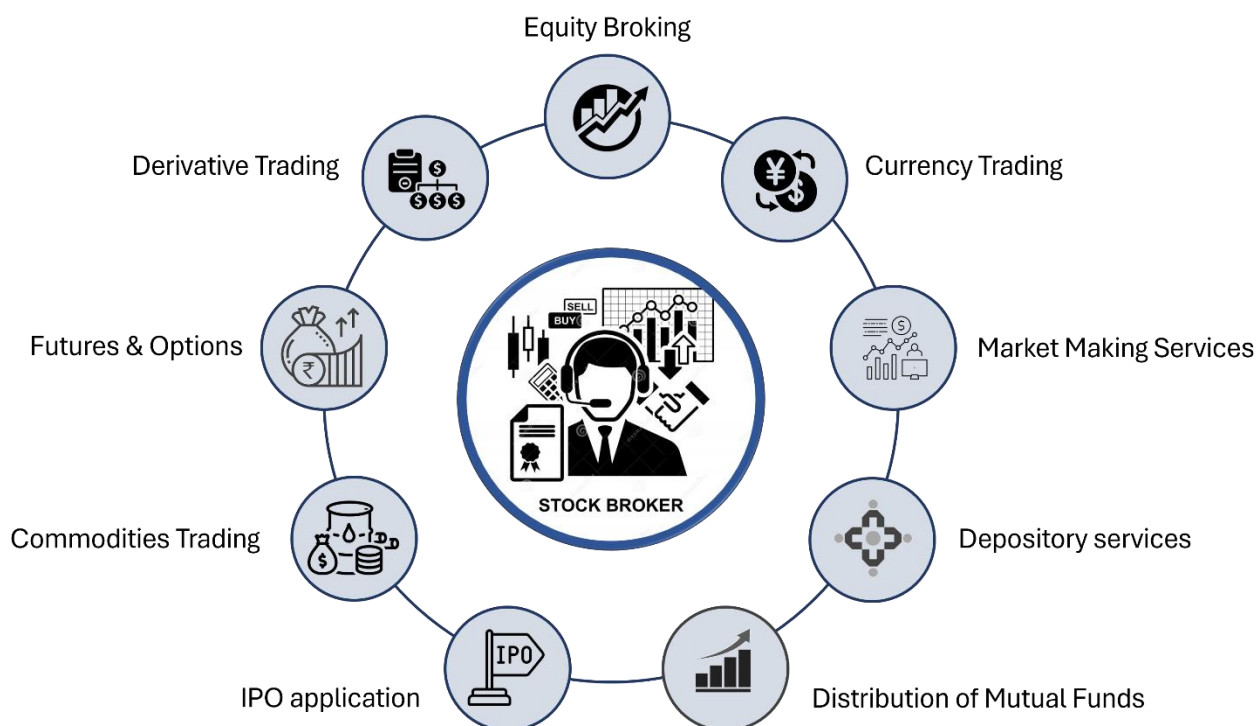 Equity Broking
Derivative Trading
Currency Trading
Futures & Options
SELL
BUY
Market Making Services
STOCK BROKER
Commodities Trading
Depository services
IPO
IPO application
Distribution of Mutual Funds